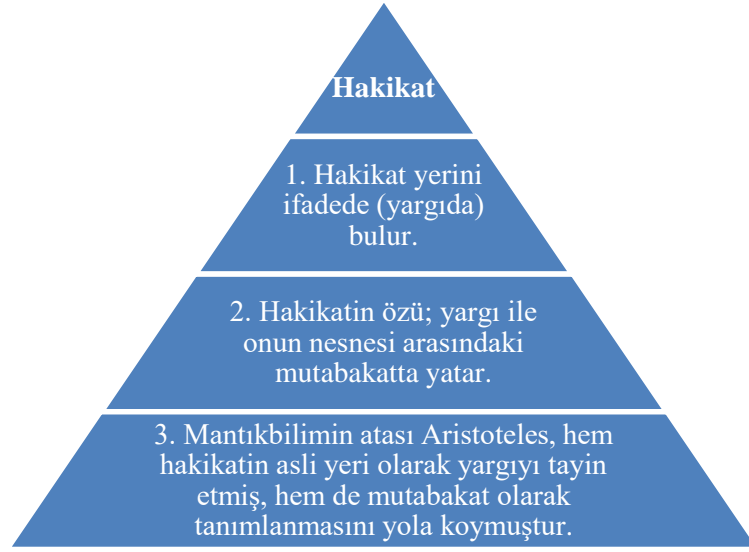 Hakikat
1. Hakikat yerini
ifadede (yargıda)
bulur.
2. Hakikatin özü; yargı ile
onun nesnesi arasındaki
mutabakatta yatar.
3. Mantıkbilimin atası Aristoteles, hem
hakikatin asli yeri olarak yargıyı tayin
etmiş, hem de mutabakat olarak
tanımlanmasını yola koymuştur.